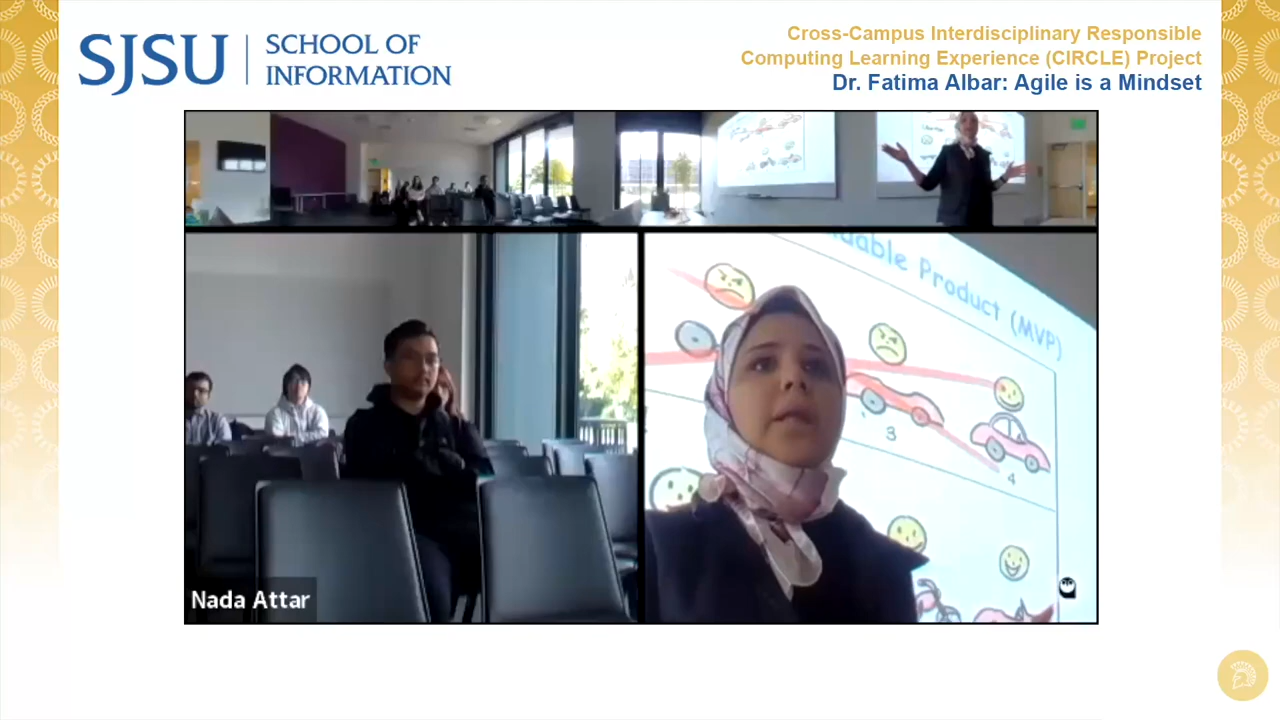 SJSU
SCHOOL OF
INFORMATION
Cross-Campus Interdisciplinary Responsible
Computing Learning Experience (CIRCLE) Project
Dr. Fatima Albar: Agile is a Mindset
Product (MVP)
3
4
Nada Attar